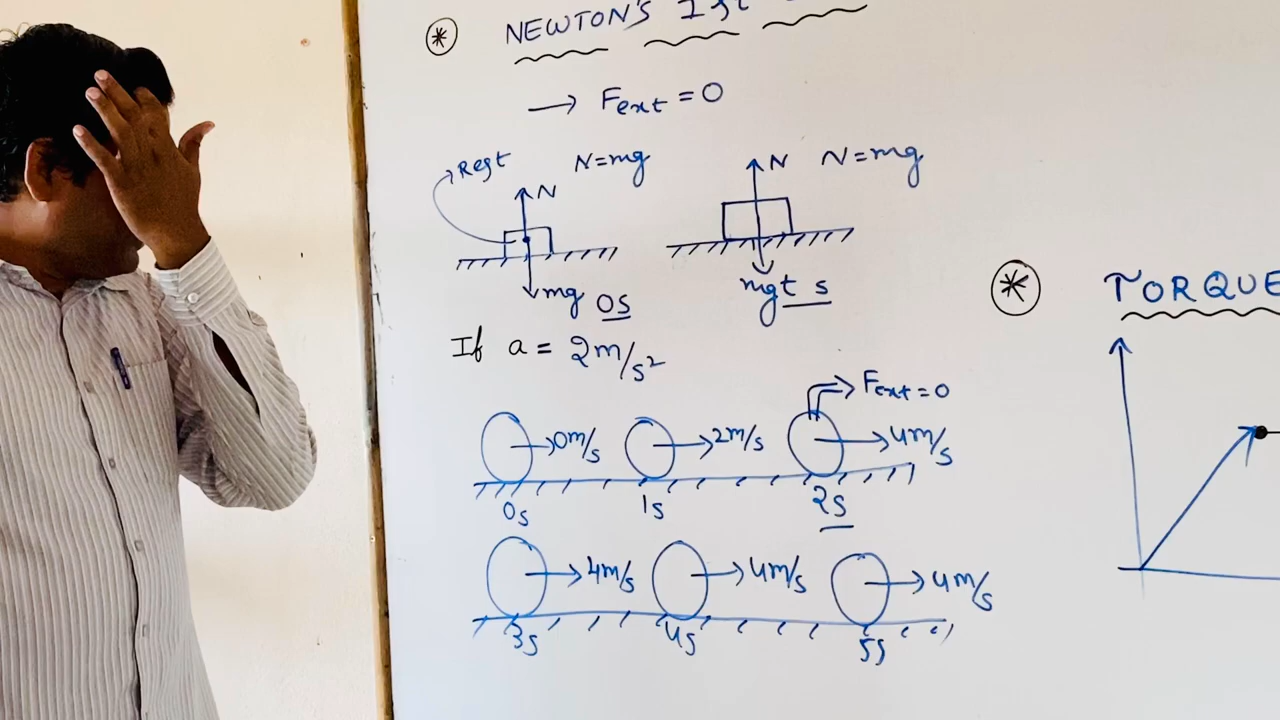 * NEWTON'S 1st
→ Fext = 0
Rest N=mg N=mg
N N
mg 0s mg t s
If a = 2m/s²
Fext = 0
0m/s 2m/s 4m/s
0s 1s 2s
4m/s 4m/s 4m/s
3s 4s 5s
* TORQUE